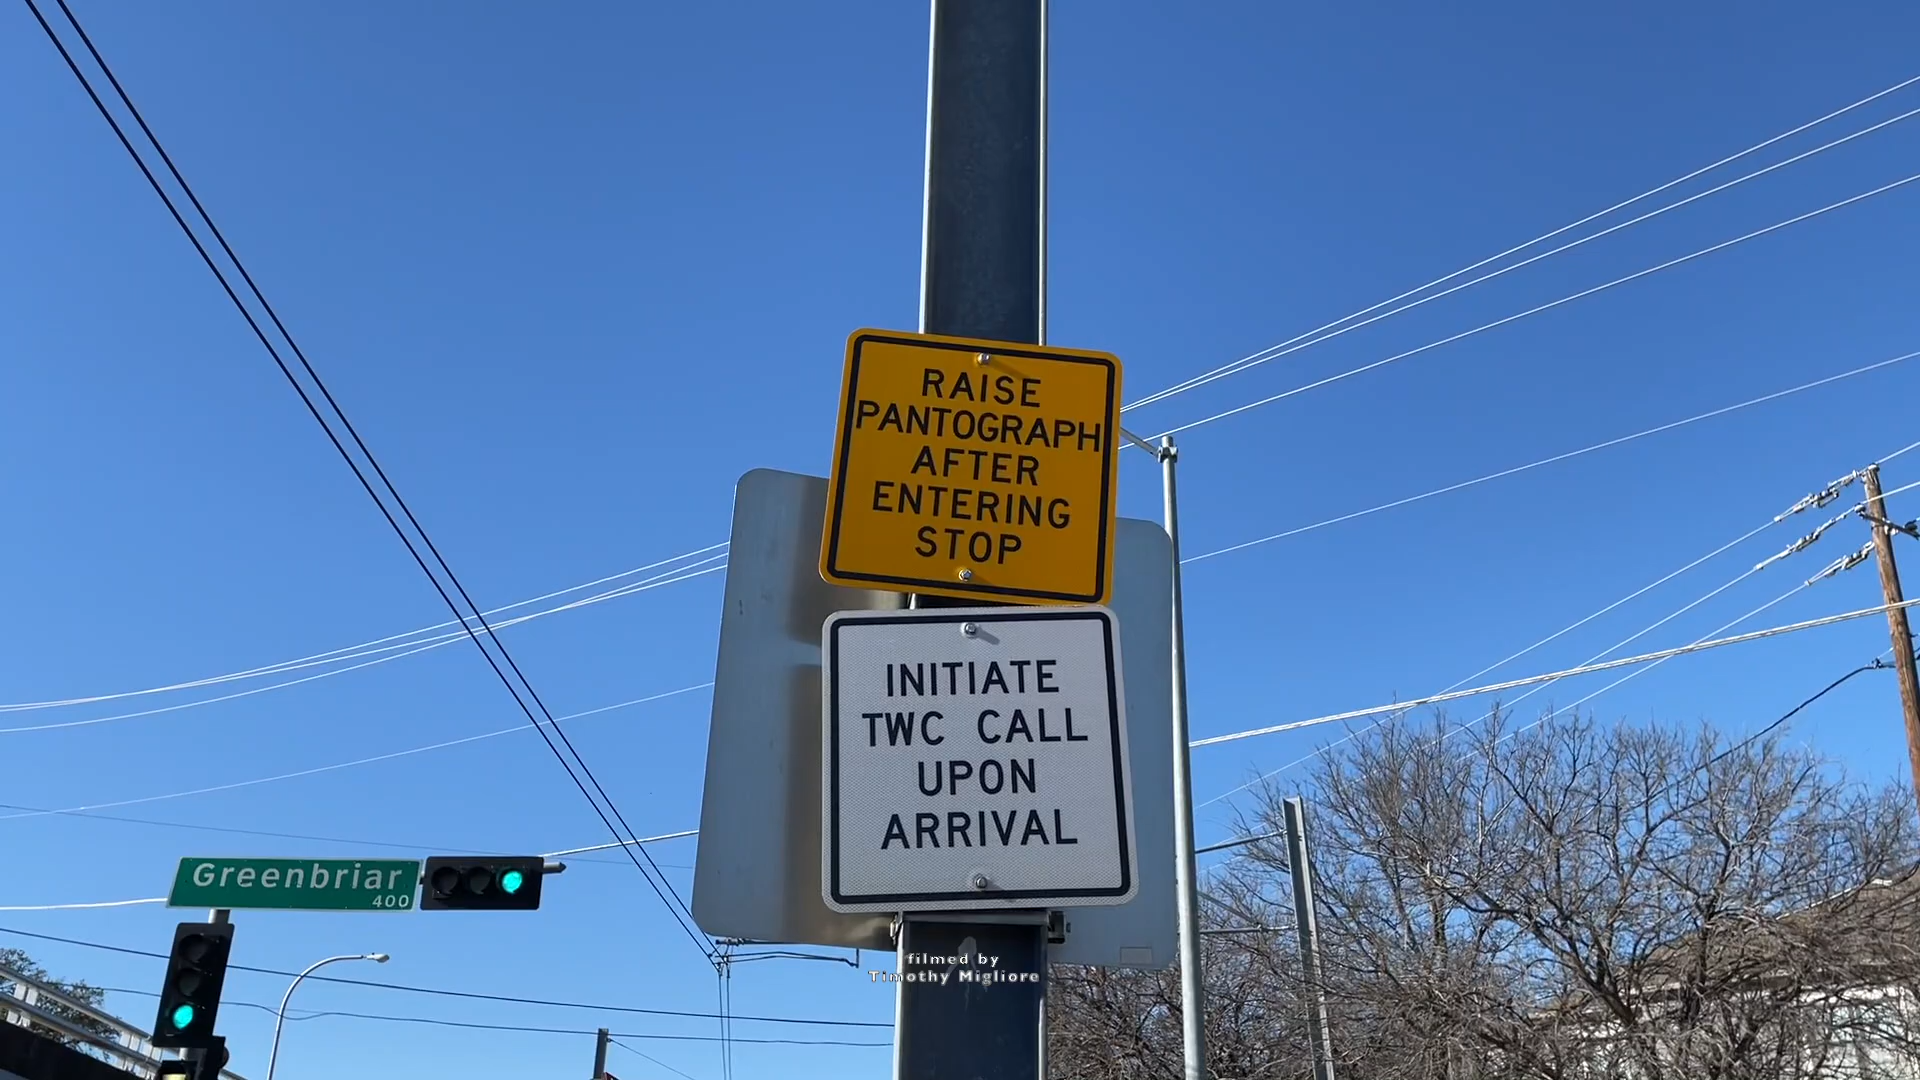 RAISE
PANTOGRAPH
AFTER
ENTERING
STOP
INITIATE
TWC CALL
UPON
ARRIVAL
Greenbriar
400
filmed by
Timothy Migliore